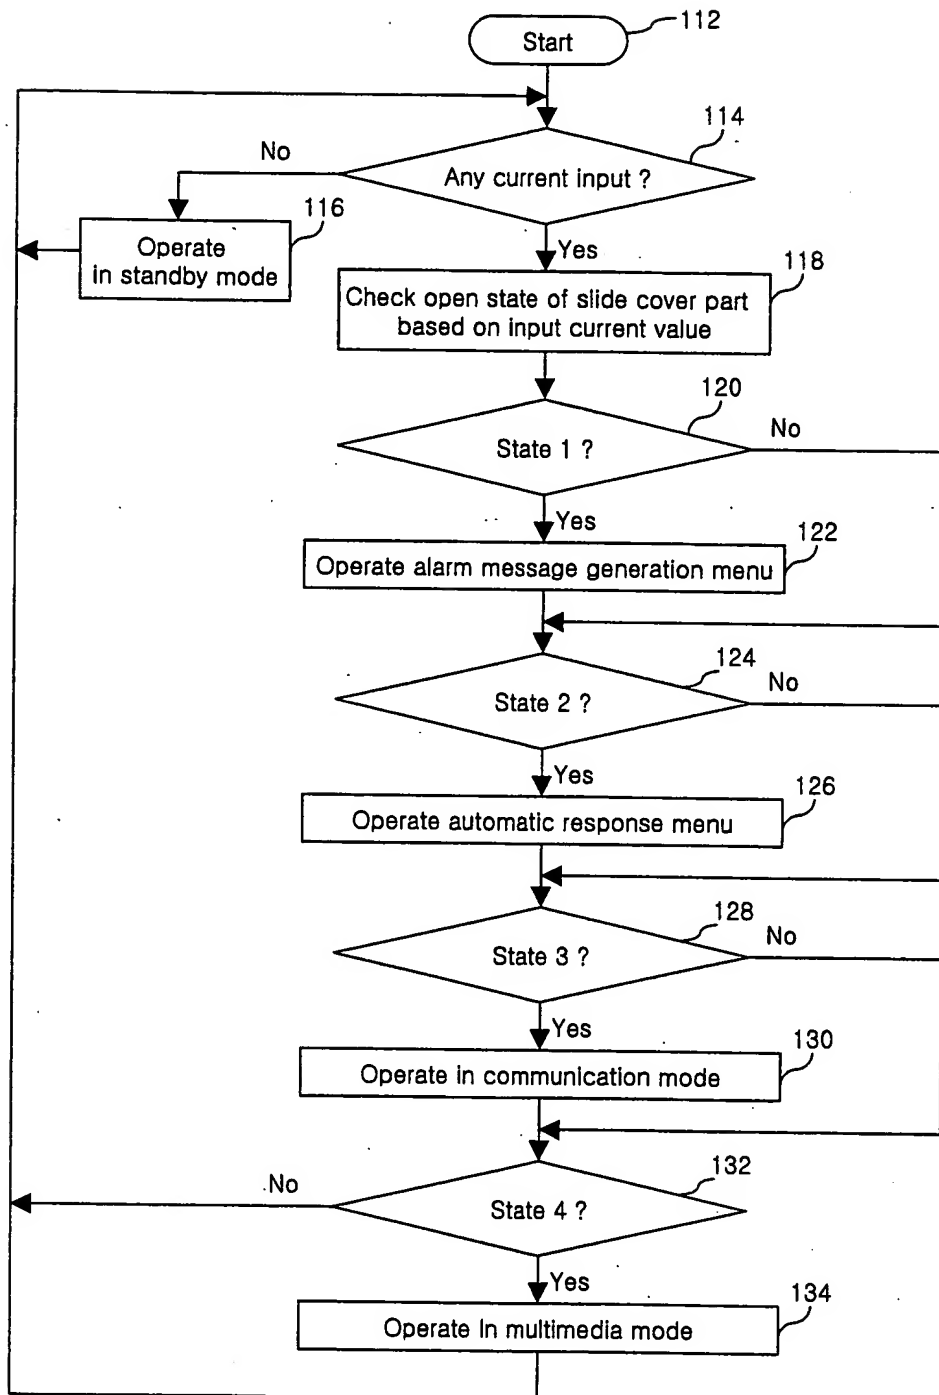 112
Start
114
No
Any current input ?
116
Operate
in standby mode
Yes
118
Check open state of slide cover part
based on input current value
120
No
State 1 ?
Yes
122
Operate alarm message generation menu
124
No
State 2 ?
Yes
126
Operate automatic response menu
128
No
State 3 ?
Yes
130
Operate in communication mode
132
No
State 4 ?
Yes
134
Operate in multimedia mode